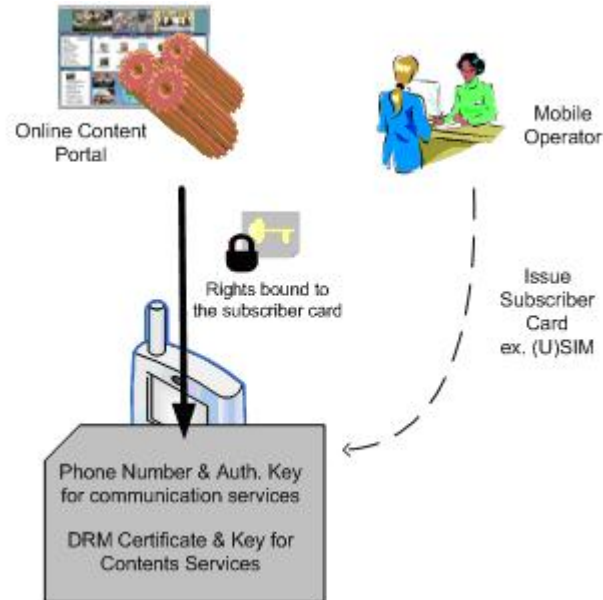 Online Content
Portal
Mobile
Operator
Rights bound to
the subscriber card
Issue
Subscriber
Card
ex. (U)SIM
Phone Number & Auth. Key
for communication services
DRM Certificate & Key for
Contents Services